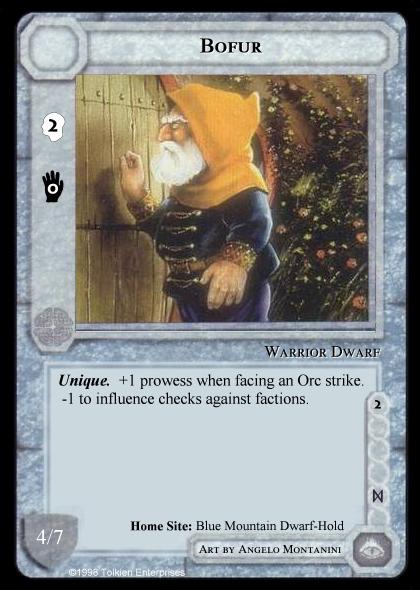 Bofur
2
Warrior Dwarf
Unique. +1 prowess when facing an Orc strike.
-1 to influence checks against factions.
2
ᛞ
Home Site: Blue Mountain Dwarf-Hold
4/7
Art by Angelo Montanini
©1998 Tolkien Enterprises